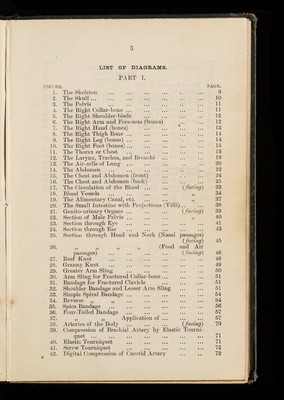 5
LIST OF DIAGRAMS.
PART I.
FIGURE. PAGE.
1. The Skeleton ... ... ... ... ... 9
2. The Skull ... ... ... ... ... 10
3. The Pelvis ... ... ... ... ... 11
4. The Right Collar-bone ... ... ... ... 11
5. The Right Shoulder-blade ... ... ... 12
6. The Right Arm and Fore-arm (bones) ... 12
7. The Right Hand (bones) ... ... ... 13
8. The Right Thigh Bone ... ... ... ... 14
9. The Right Leg (bones) ... ... ... ... 14
10. The Right Foot (bones) ... ... ... ... 15
11. The Thorax or Chest ... ... ... ... 18
12. The Larynx, Trachea, and Bronchi ... ... 19
13. The Air-cells of Lung ... ... ... ... 20
14. The Abdomen ... ... ... ... 22
15. The Chest and Abdomen (front) ... ... 24
16. The Chest and Abdomen (back) ... ... 25
17. The Circulation of the Blood ... ... (facing) 33
18. Blood Vessels ... ... ... ... ... 34
19. The Alimentary Canal, etc. ... ... „ 37
20. The Small Intestine with Projections (Villi) ... 38
21. Genito-urinary Organs ... ... ... (facing) 39
22. Section of Male Pelvis ... ... ... 40
23. Section through Eye ... ... ... ... 41
24. Section through Ear ... ... ... ... 43
25. Section through Head and Neck (Nasal passages)
(facing) 45
26. „ „ „ „ (Food and Air
passages) ... ... ... (facing) 46
27. Reef Knot ... ... ... ... ... 48
28. Granny Knot ... ... ... ... ... 49
29. Greater Arm Sling ... ... ... ... 50
30. Arm Sling for Fractured Collar-bone ... ... 51
31. Bandage for Fractured Clavicle ... ... 51
32. Shoulder Bandage and Lesser Arm Sling 51
33. Simple Spiral Bandage ... ... ... ... 54
34. Reverse „ „ ... ... ... ... 54
35. Spica Bandage ... ... ... ... ... 56
36. Four-Tailed Bandage ... ... ... ... 57
37. „ „ Application of ... ... 57
38. Arteries of the Body ... ... ... (facing) 70
39. Compression of Brachial Artery by Elastic Tourni-
quet ... ... ... ... ... 71
40. Elastic Tourniquet ... ... ... ... 71
41. Screw Tourniquet ... ... ... ... 72
42. Digital Compression of Carotid Artery ... 73